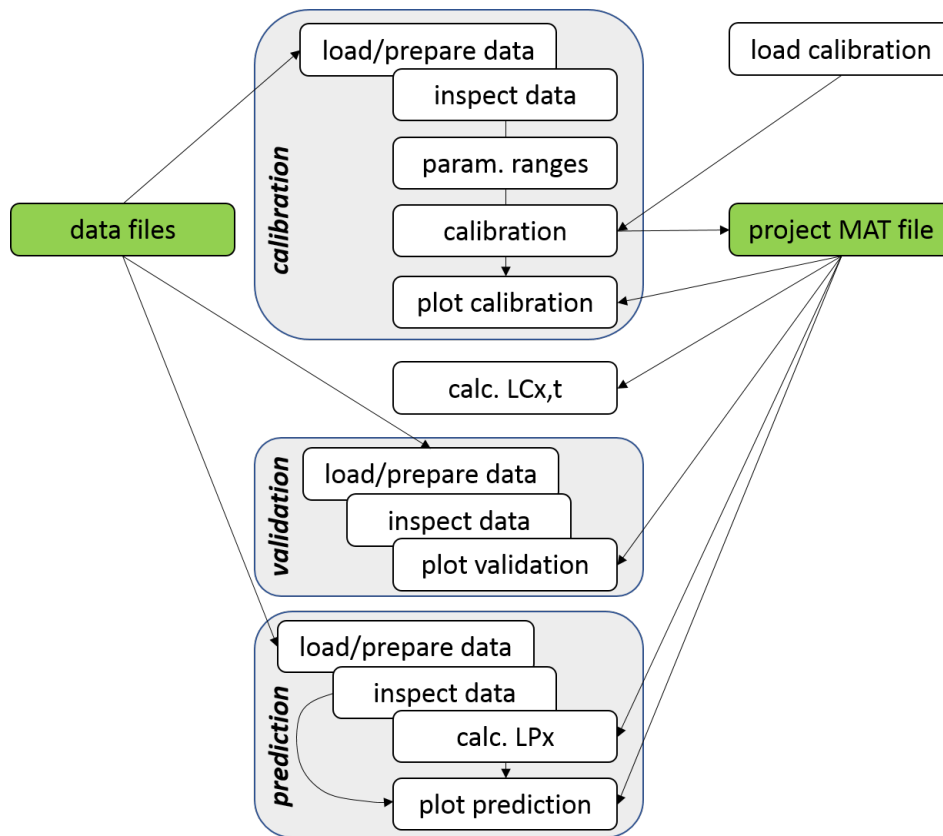 load/prepare data
load calibration
inspect data
param. ranges
calibration
data files
calibration
project MAT file
plot calibration
calc. LCx,t
load/prepare data
validation
inspect data
plot validation
load/prepare data
prediction
inspect data
calc. LPx
plot prediction